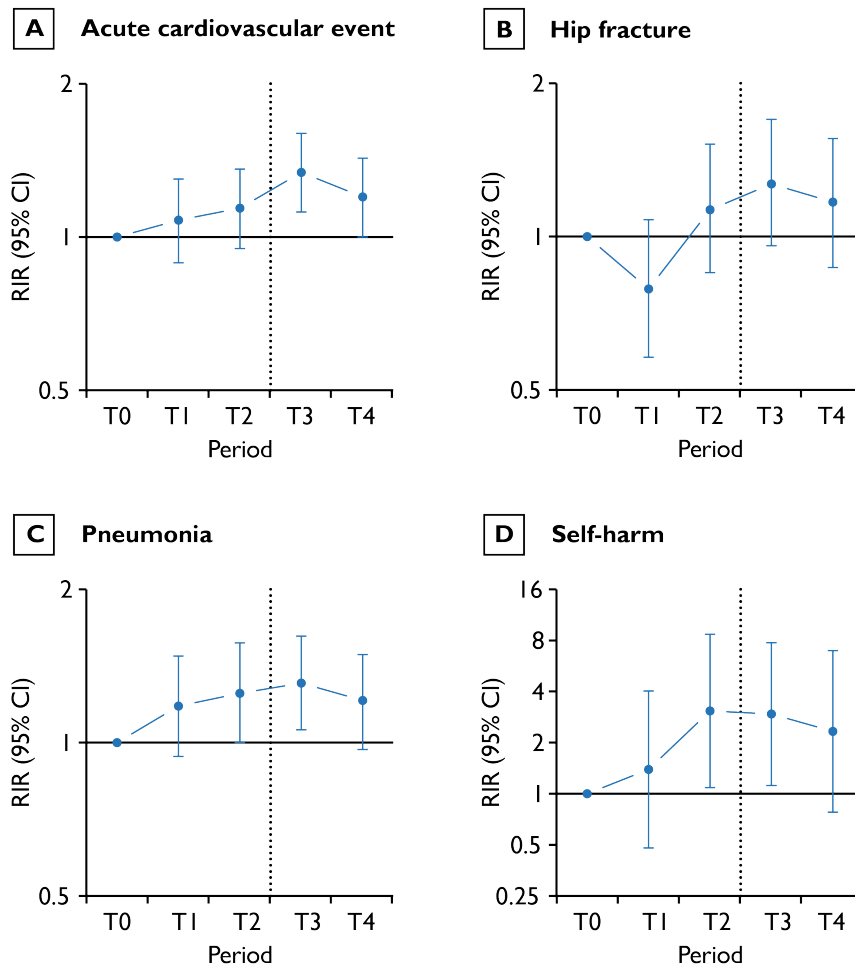 A Acute cardiovascular event
2
1
0.5
RIR (95% CI)
T0 T1 T2 T3 T4
Period
B Hip fracture
2
1
0.5
RIR (95% CI)
T0 T1 T2 T3 T4
Period
C Pneumonia
2
1
0.5
RIR (95% CI)
T0 T1 T2 T3 T4
Period
D Self-harm
16
8
4
2
1
0.5
0.25
RIR (95% CI)
T0 T1 T2 T3 T4
Period